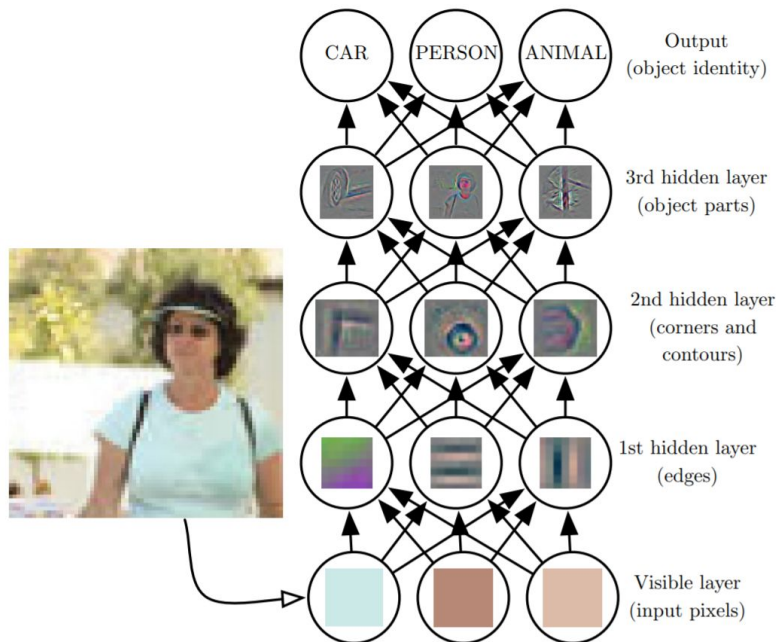 CAR PERSON ANIMAL
Output
(object identity)
3rd hidden layer
(object parts)
2nd hidden layer
(corners and
contours)
1st hidden layer
(edges)
Visible layer
(input pixels)